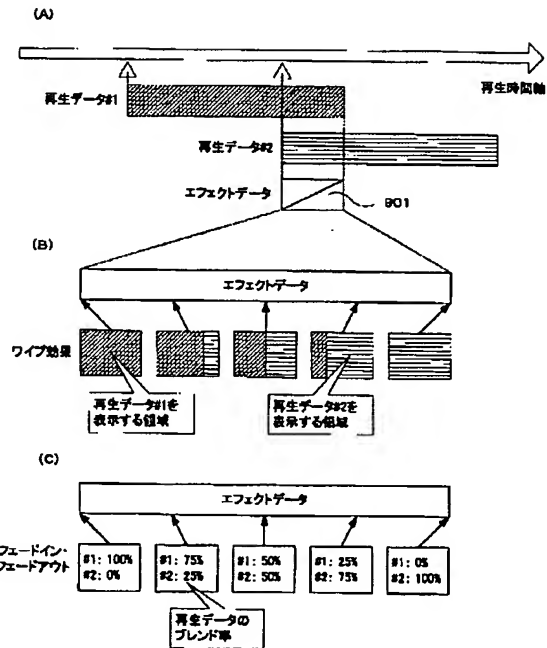 (A)
再生時間軸
再生データ#1
再生データ#2
エフェクトデータ
901
(B)
エフェクトデータ
ワイプ効果
再生データ#1を
表示する領域
再生データ#2を
表示する領域
(C)
エフェクトデータ
フェードイン・
フェードアウト
#1: 100%
#2: 0%
#1: 75%
#2: 25%
#1: 50%
#2: 50%
#1: 25%
#2: 75%
#1: 0%
#2: 100%
再生データの
ブレンド率